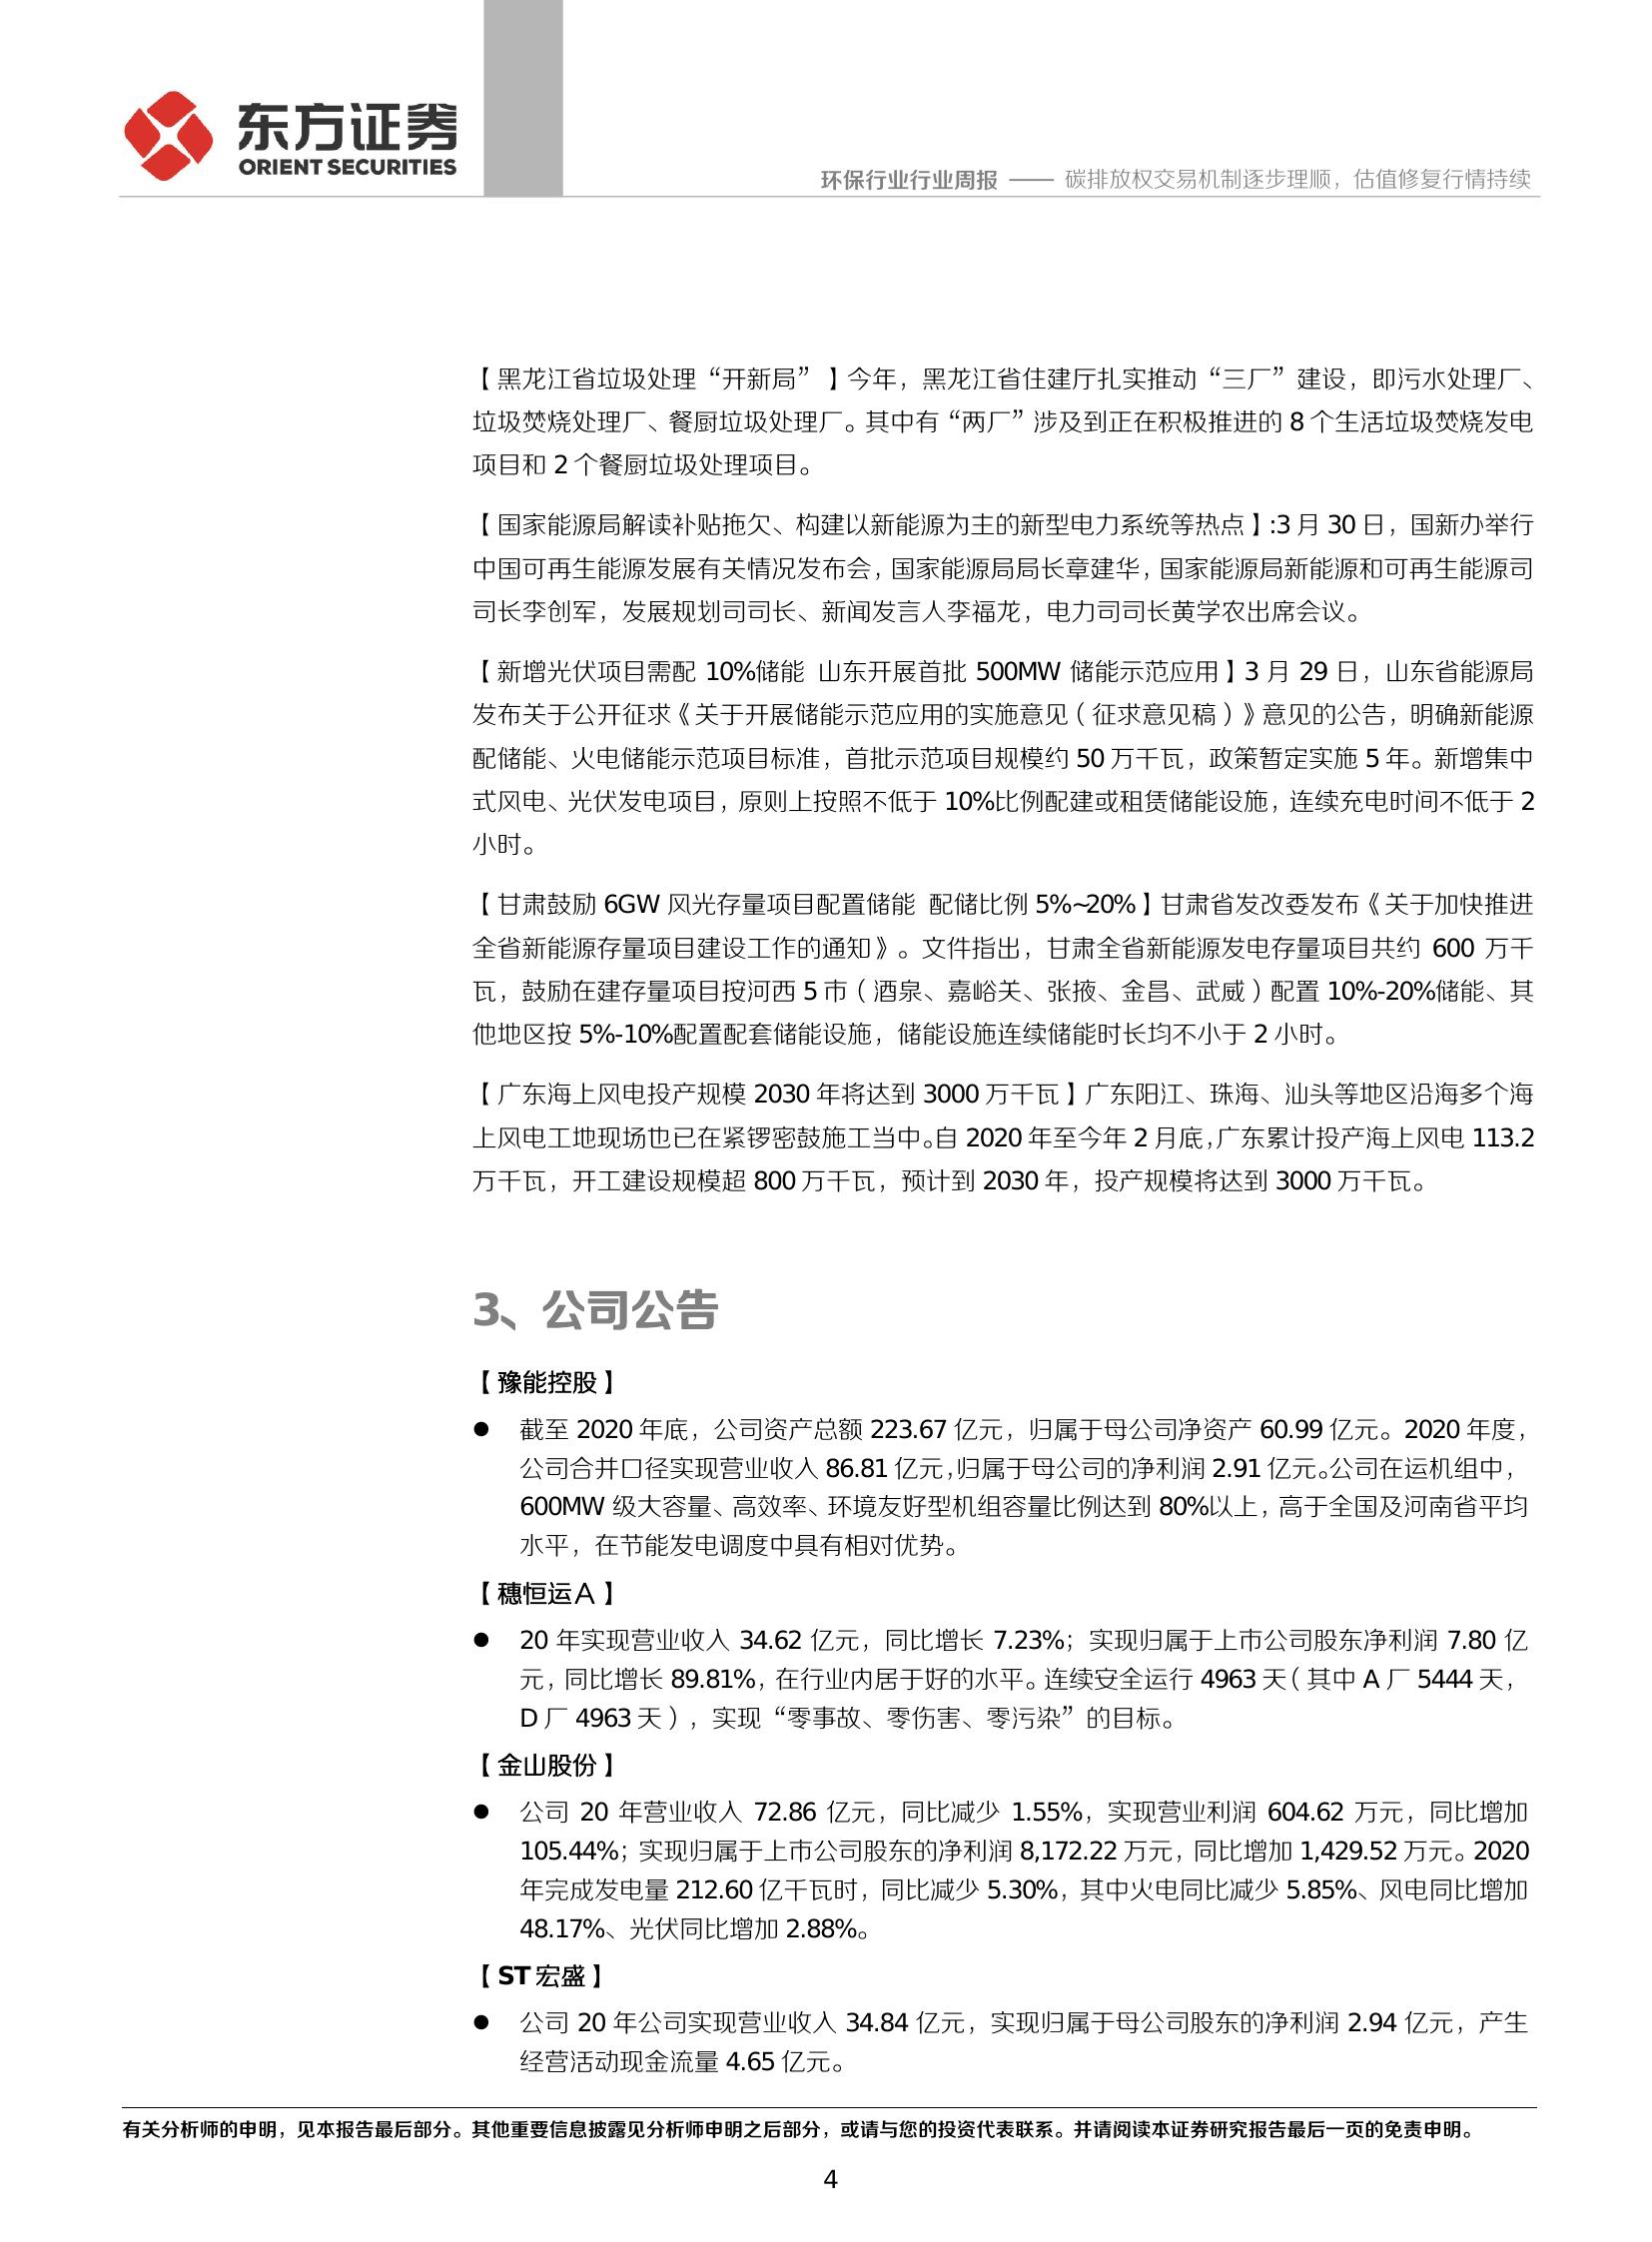 东方证券
ORIENT SECURITIES
环保行业行业周报 —— 碳排放权交易机制逐步理顺，估值修复行情持续
【黑龙江省垃圾处理“开新局”】今年，黑龙江省住建厅扎实推动“三厂”建设，即污水处理厂、
垃圾焚烧处理厂、餐厨垃圾处理厂。其中有“两厂”涉及到正在积极推进的 8 个生活垃圾焚烧发电
项目和 2 个餐厨垃圾处理项目。
【国家能源局解读补贴拖欠、构建以新能源为主的新型电力系统等热点】:3 月 30 日，国新办举行
中国可再生能源发展有关情况发布会，国家能源局局长章建华，国家能源局新能源和可再生能源司
司长李创军，发展规划司司长、新闻发言人李福龙，电力司司长黄学农出席会议。
【新增光伏项目需配 10%储能 山东开展首批 500MW 储能示范应用】3 月 29 日，山东省能源局
发布关于公开征求《关于开展储能示范应用的实施意见（征求意见稿）》意见的公告，明确新能源
配储能、火电储能示范项目标准，首批示范项目规模约 50 万千瓦，政策暂定实施 5 年。新增集中
式风电、光伏发电项目，原则上按照不低于 10%比例配建或租赁储能设施，连续充电时间不低于 2
小时。
【甘肃鼓励 6GW 风光存量项目配置储能 配储比例 5%~20%】甘肃省发改委发布《关于加快推进
全省新能源存量项目建设工作的通知》。文件指出，甘肃全省新能源发电存量项目共约 600 万千
瓦，鼓励在建存量项目按河西 5 市（酒泉、嘉峪关、张掖、金昌、武威）配置 10%-20%储能、其
他地区按 5%-10%配置配套储能设施，储能设施连续储能时长均不小于 2 小时。
【广东海上风电投产规模 2030 年将达到 3000 万千瓦】广东阳江、珠海、汕头等地区沿海多个海
上风电工地现场也已在紧锣密鼓施工当中。自 2020 年至今年 2 月底，广东累计投产海上风电 113.2
万千瓦，开工建设规模超 800 万千瓦，预计到 2030 年，投产规模将达到 3000 万千瓦。
3、公司公告
【豫能控股】
● 截至 2020 年底，公司资产总额 223.67 亿元，归属于母公司净资产 60.99 亿元。2020 年度，
公司合并口径实现营业收入 86.81 亿元，归属于母公司的净利润 2.91 亿元。公司在运机组中，
600MW 级大容量、高效率、环境友好型机组容量比例达到 80%以上，高于全国及河南省平均
水平，在节能发电调度中具有相对优势。
【穗恒运Ａ】
● 20 年实现营业收入 34.62 亿元，同比增长 7.23%；实现归属于上市公司股东净利润 7.80 亿
元，同比增长 89.81%，在行业内居于好的水平。连续安全运行 4963 天（其中 A 厂 5444 天，
D 厂 4963 天），实现“零事故、零伤害、零污染”的目标。
【金山股份】
● 公司 20 年营业收入 72.86 亿元，同比减少 1.55%，实现营业利润 604.62 万元，同比增加
105.44%；实现归属于上市公司股东的净利润 8,172.22 万元，同比增加 1,429.52 万元。2020
年完成发电量 212.60 亿千瓦时，同比减少 5.30%，其中火电同比减少 5.85%、风电同比增加
48.17%、光伏同比增加 2.88%。
【ST 宏盛】
● 公司 20 年公司实现营业收入 34.84 亿元，实现归属于母公司股东的净利润 2.94 亿元，产生
经营活动现金流量 4.65 亿元。
有关分析师的申明，见本报告最后部分。其他重要信息披露见分析师申明之后部分，或请与您的投资代表联系。并请阅读本证券研究报告最后一页的免责申明。
4